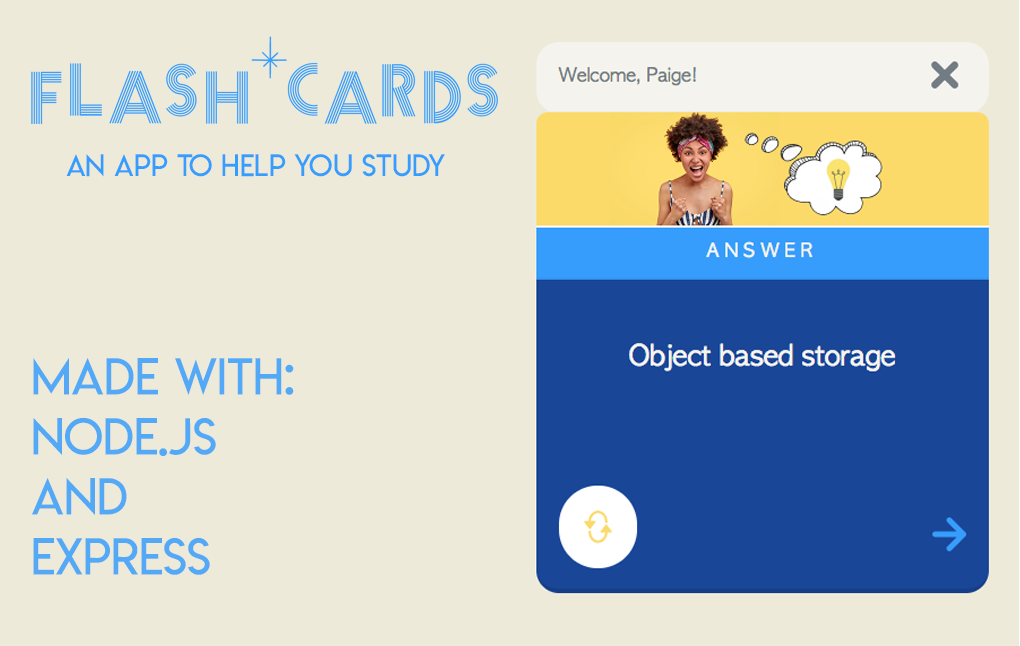 FLASH CARDS
AN APP TO HELP YOU STUDY
MADE WITH:
NODE.JS
AND
EXPRESS
Welcome, Paige!
ANSWER
Object based storage